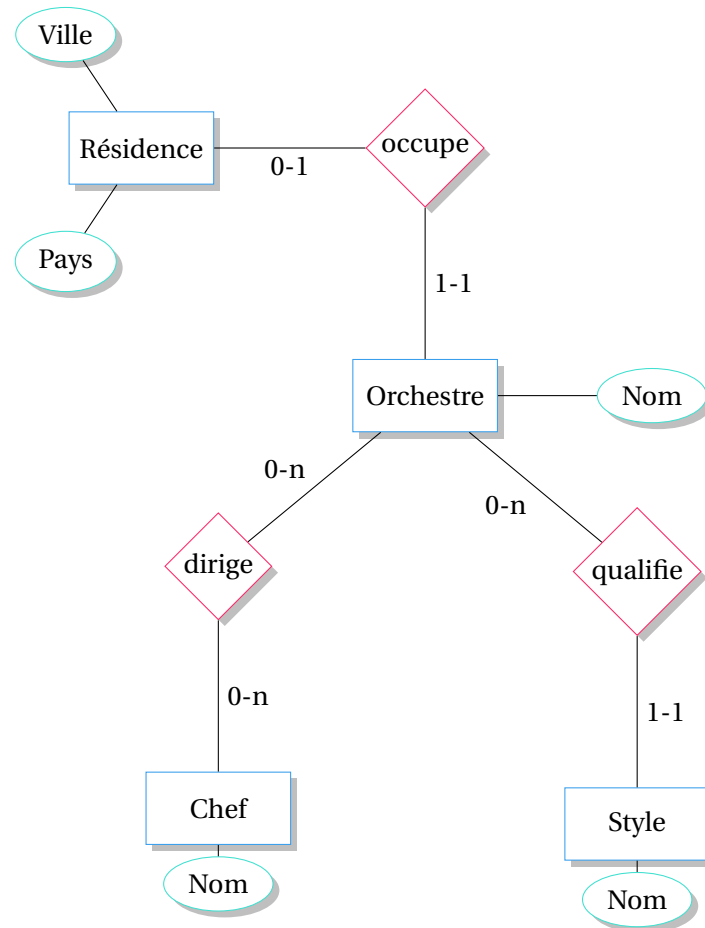 Ville
Résidence
occupe
0-1
Pays
1-1
Orchestre
Nom
0-n
0-n
dirige
qualifie
0-n
1-1
Chef
Style
Nom
Nom